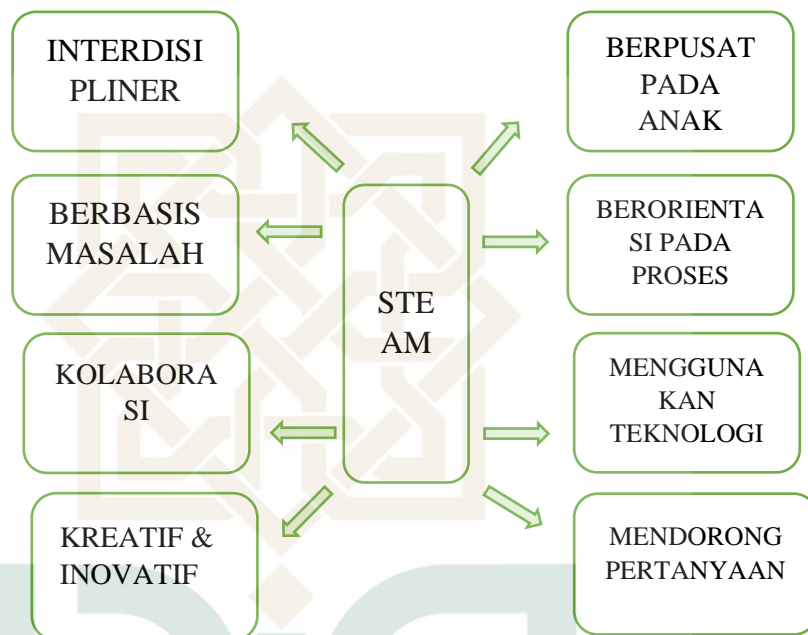 INTERDISI
PLINER
BERPUSAT
PADA
ANAK
BERBASIS
MASALAH
BERORIENTA
SI PADA
PROSES
STE
AM
KOLABORA
SI
MENGGUNA
KAN
TEKNOLOGI
KREATIF &
INOVATIF
MENDORONG
PERTANYAAN